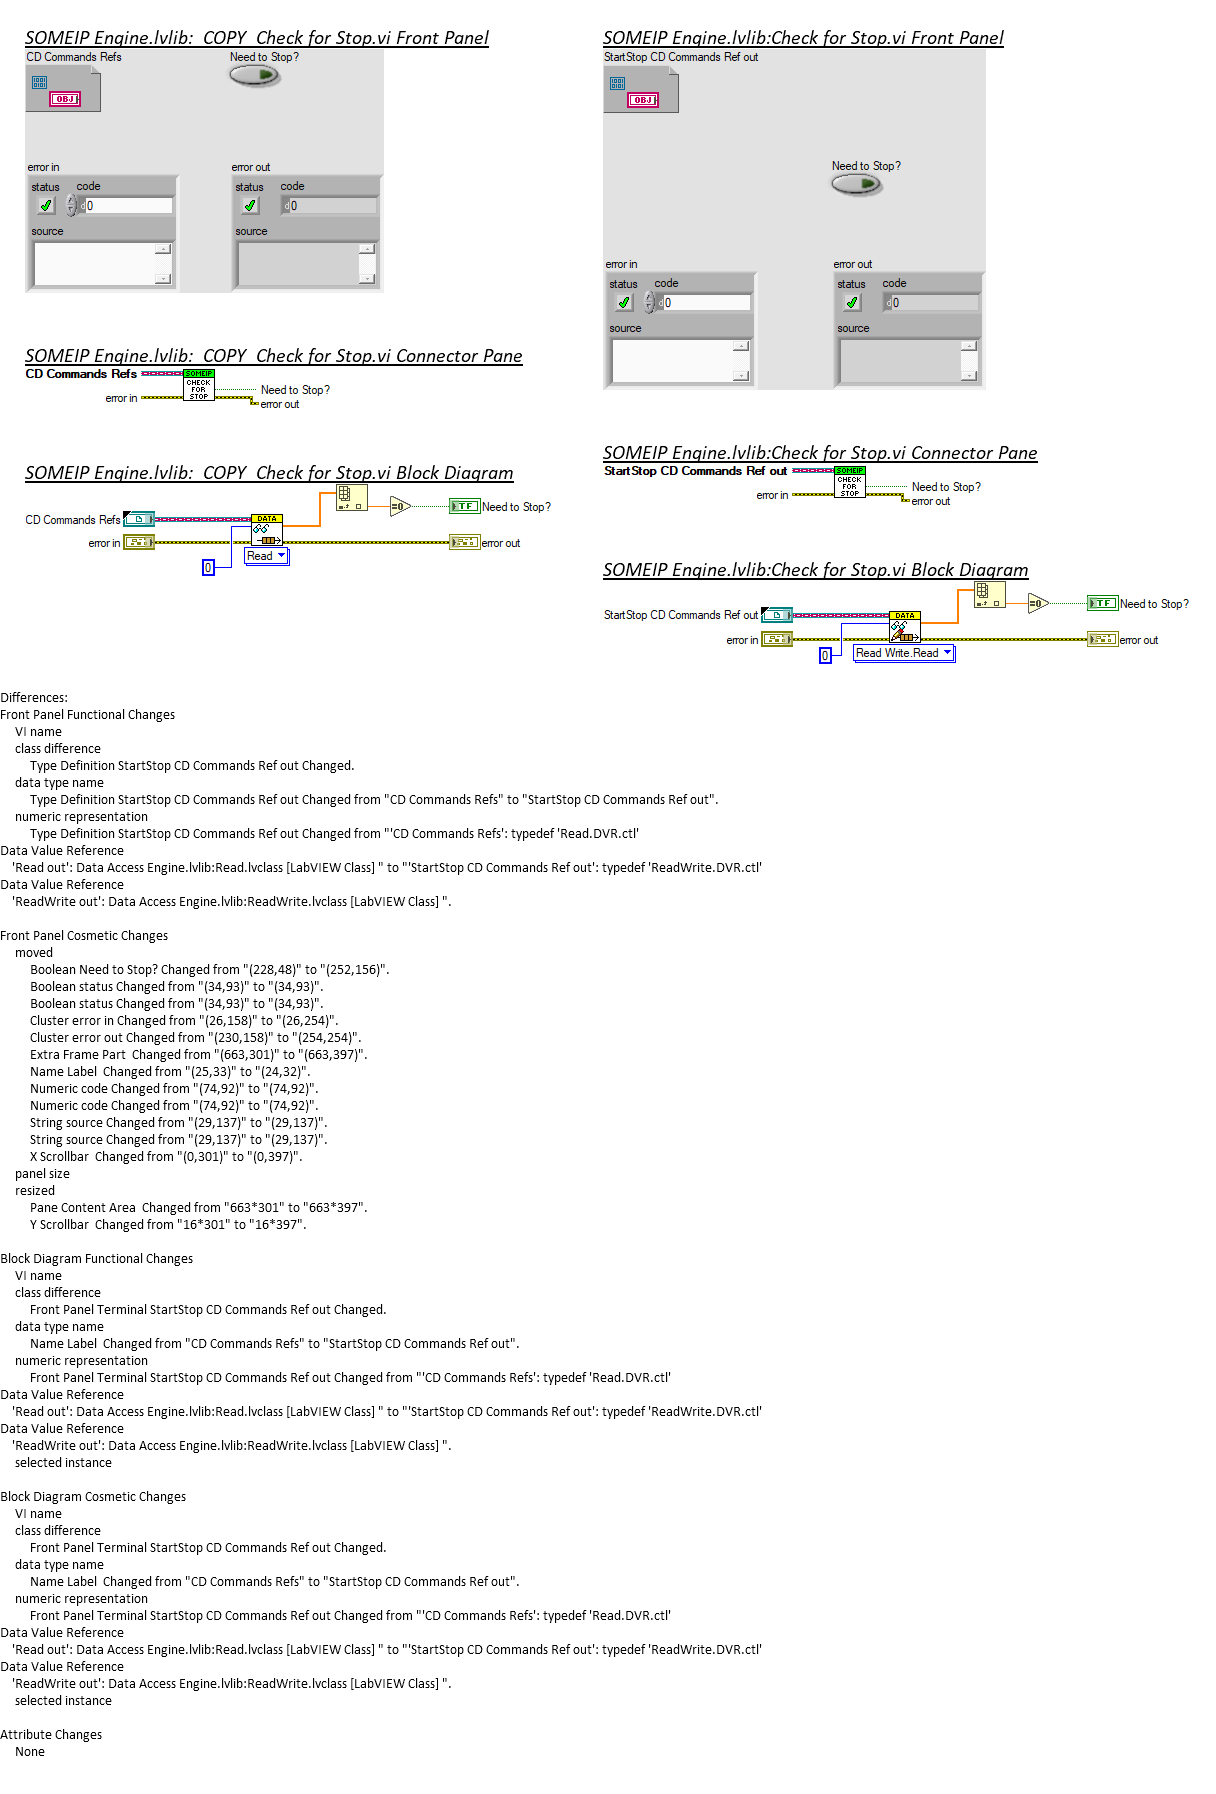 SOMEIP Engine.lvlib:  COPY  Check for Stop.vi Front Panel
CD Commands Refs
Need to Stop?
OBJ
error in
status
code
d 0
source
error out
status
code
d 0
source
SOMEIP Engine.lvlib:  COPY  Check for Stop.vi Connector Pane
CD Commands Refs
SOMEIP
CHECK
FOR
STOP
error in
Need to Stop?
error out
SOMEIP Engine.lvlib:  COPY  Check for Stop.vi Block Diagram
CD Commands Refs
error in
0
DATA
Read
=0
TF
Need to Stop?
error out
SOMEIP Engine.lvlib:Check for Stop.vi Front Panel
StartStop CD Commands Ref out
OBJ
Need to Stop?
error in
status
code
d 0
source
error out
status
code
d 0
source
SOMEIP Engine.lvlib:Check for Stop.vi Connector Pane
StartStop CD Commands Ref out
SOMEIP
CHECK
FOR
STOP
error in
Need to Stop?
error out
SOMEIP Engine.lvlib:Check for Stop.vi Block Diagram
StartStop CD Commands Ref out
error in
0
DATA
Read Write.Read
=0
TF
Need to Stop?
error out
Differences:
Front Panel Functional Changes
VI name
class difference
Type Definition StartStop CD Commands Ref out Changed.
data type name
Type Definition StartStop CD Commands Ref out Changed from "CD Commands Refs" to "StartStop CD Commands Ref out".
numeric representation
Type Definition StartStop CD Commands Ref out Changed from "'CD Commands Refs': typedef 'Read.DVR.ctl'
Data Value Reference
'Read out': Data Access Engine.lvlib:Read.lvclass [LabVIEW Class] " to "'StartStop CD Commands Ref out': typedef 'ReadWrite.DVR.ctl'
Data Value Reference
'ReadWrite out': Data Access Engine.lvlib:ReadWrite.lvclass [LabVIEW Class] ".
Front Panel Cosmetic Changes
moved
Boolean Need to Stop? Changed from "(228,48)" to "(252,156)".
Boolean status Changed from "(34,93)" to "(34,93)".
Boolean status Changed from "(34,93)" to "(34,93)".
Cluster error in Changed from "(26,158)" to "(26,254)".
Cluster error out Changed from "(230,158)" to "(254,254)".
Extra Frame Part  Changed from "(663,301)" to "(663,397)".
Name Label  Changed from "(25,33)" to "(24,32)".
Numeric code Changed from "(74,92)" to "(74,92)".
Numeric code Changed from "(74,92)" to "(74,92)".
String source Changed from "(29,137)" to "(29,137)".
String source Changed from "(29,137)" to "(29,137)".
X Scrollbar  Changed from "(0,301)" to "(0,397)".
panel size
resized
Pane Content Area  Changed from "663*301" to "663*397".
Y Scrollbar  Changed from "16*301" to "16*397".
Block Diagram Functional Changes
VI name
class difference
Front Panel Terminal StartStop CD Commands Ref out Changed.
data type name
Name Label  Changed from "CD Commands Refs" to "StartStop CD Commands Ref out".
numeric representation
Front Panel Terminal StartStop CD Commands Ref out Changed from "'CD Commands Refs': typedef 'Read.DVR.ctl'
Data Value Reference
'Read out': Data Access Engine.lvlib:Read.lvclass [LabVIEW Class] " to "'StartStop CD Commands Ref out': typedef 'ReadWrite.DVR.ctl'
Data Value Reference
'ReadWrite out': Data Access Engine.lvlib:ReadWrite.lvclass [LabVIEW Class] ".
selected instance
Block Diagram Cosmetic Changes
VI name
class difference
Front Panel Terminal StartStop CD Commands Ref out Changed.
data type name
Name Label  Changed from "CD Commands Refs" to "StartStop CD Commands Ref out".
numeric representation
Front Panel Terminal StartStop CD Commands Ref out Changed from "'CD Commands Refs': typedef 'Read.DVR.ctl'
Data Value Reference
'Read out': Data Access Engine.lvlib:Read.lvclass [LabVIEW Class] " to "'StartStop CD Commands Ref out': typedef 'ReadWrite.DVR.ctl'
Data Value Reference
'ReadWrite out': Data Access Engine.lvlib:ReadWrite.lvclass [LabVIEW Class] ".
selected instance
Attribute Changes
None